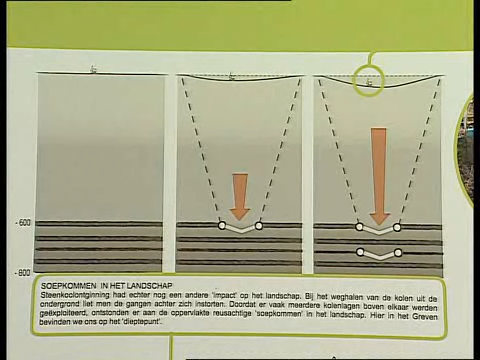 - 600
- 800
SOEPKOMMEN IN HET LANDSCHAP
Steenkoolontginning had echter nog een andere 'impact' op het landschap. Bij het weghalen van de kolen uit de
ondergrond liet men de gangen achter zich instorten. Doordat er vaak meerdere kolenlagen boven elkaar werden
geëxploiteerd, ontstonden er aan de oppervlakte reusachtige 'soepkommen' in het landschap. Hier in het Greven
bevinden we ons op het 'dieptepunt'.